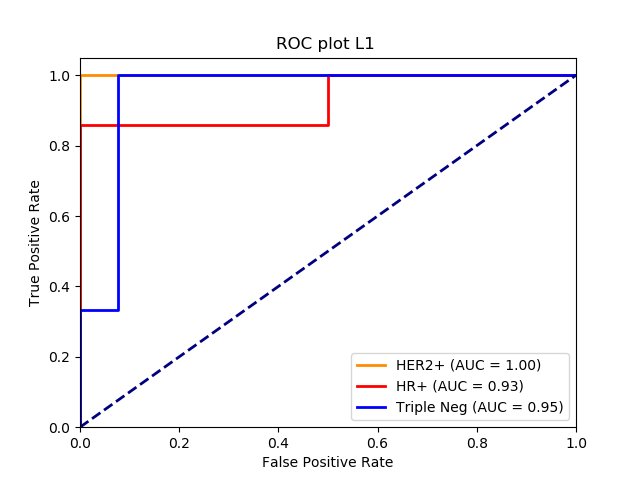 ROC plot L1
True Positive Rate
1.0
0.8
0.6
0.4
0.2
0.0
HER2+ (AUC = 1.00)
HR+ (AUC = 0.93)
Triple Neg (AUC = 0.95)
0.0 0.2 0.4 0.6 0.8 1.0
False Positive Rate